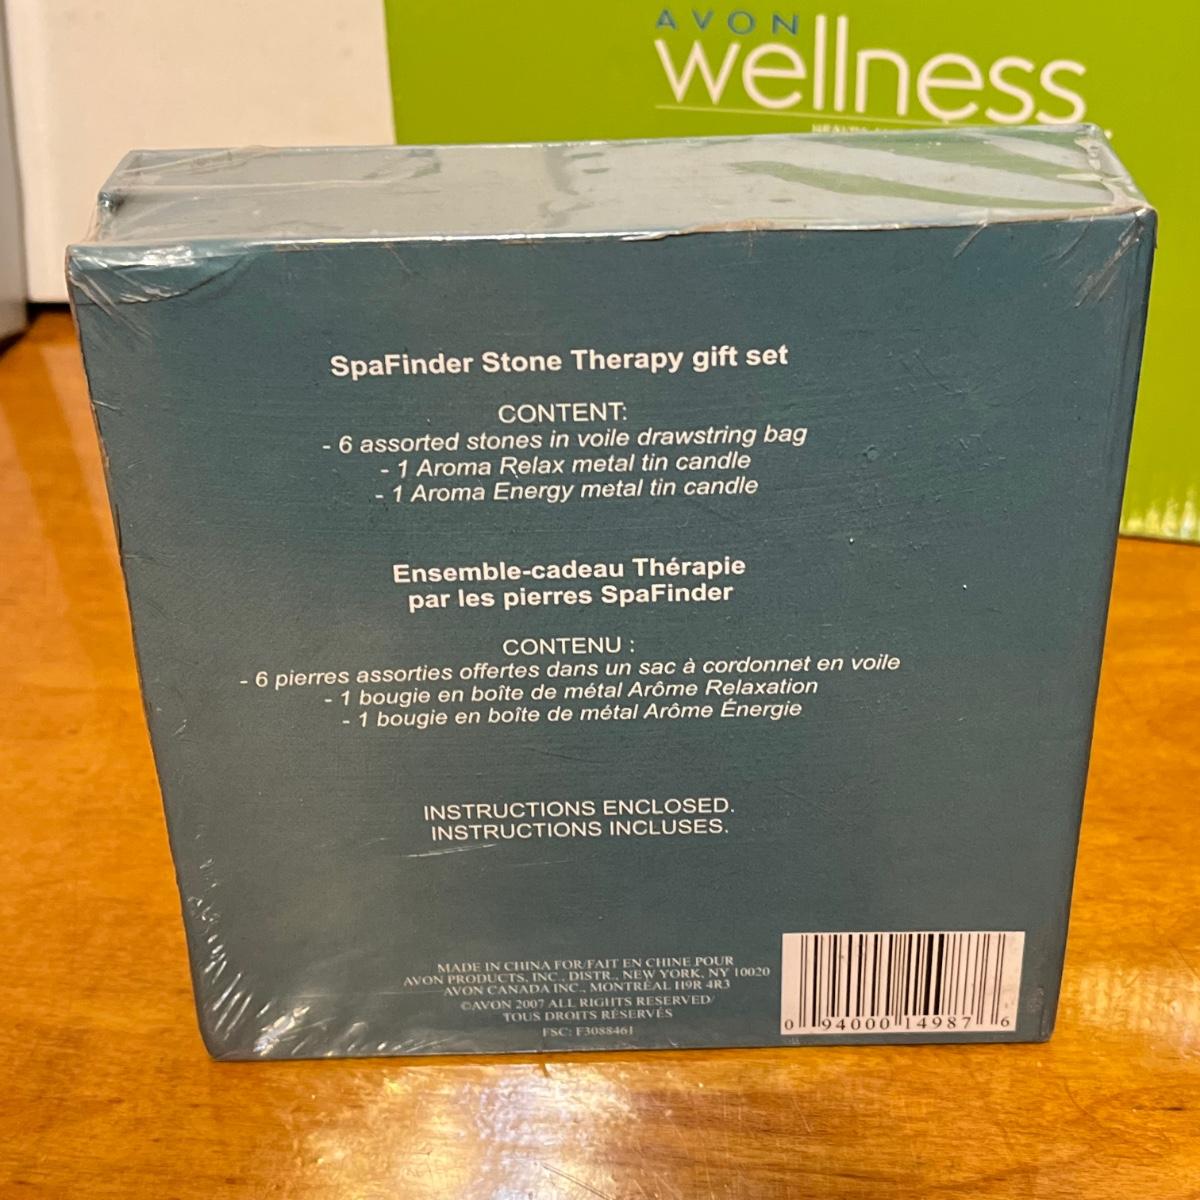 AVON
wellness
SpaFinder Stone Therapy gift set
CONTENT:
- 6 assorted stones in voile drawstring bag
- 1 Aroma Relax metal tin candle
- 1 Aroma Energy metal tin candle
Ensemble-cadeau Thérapie
par les pierres SpaFinder
CONTENU :
- 6 pierres assorties offertes dans un sac à cordonnet en voile
- 1 bougie en boîte de métal Arôme Relaxation
- 1 bougie en boîte de métal Arôme Énergie
INSTRUCTIONS ENCLOSED.
INSTRUCTIONS INCLUSES.
MADE IN CHINA FOR/FAIT EN CHINE POUR
AVON PRODUCTS, INC., DISTR., NEW YORK, NY 10020
AVON CANADA INC., MONTRÉAL H9R 4R3
©AVON 2007 ALL RIGHTS RESERVED/
TOUS DROITS RÉSERVÉS
FSC: F3088461
0 94000 14987 6